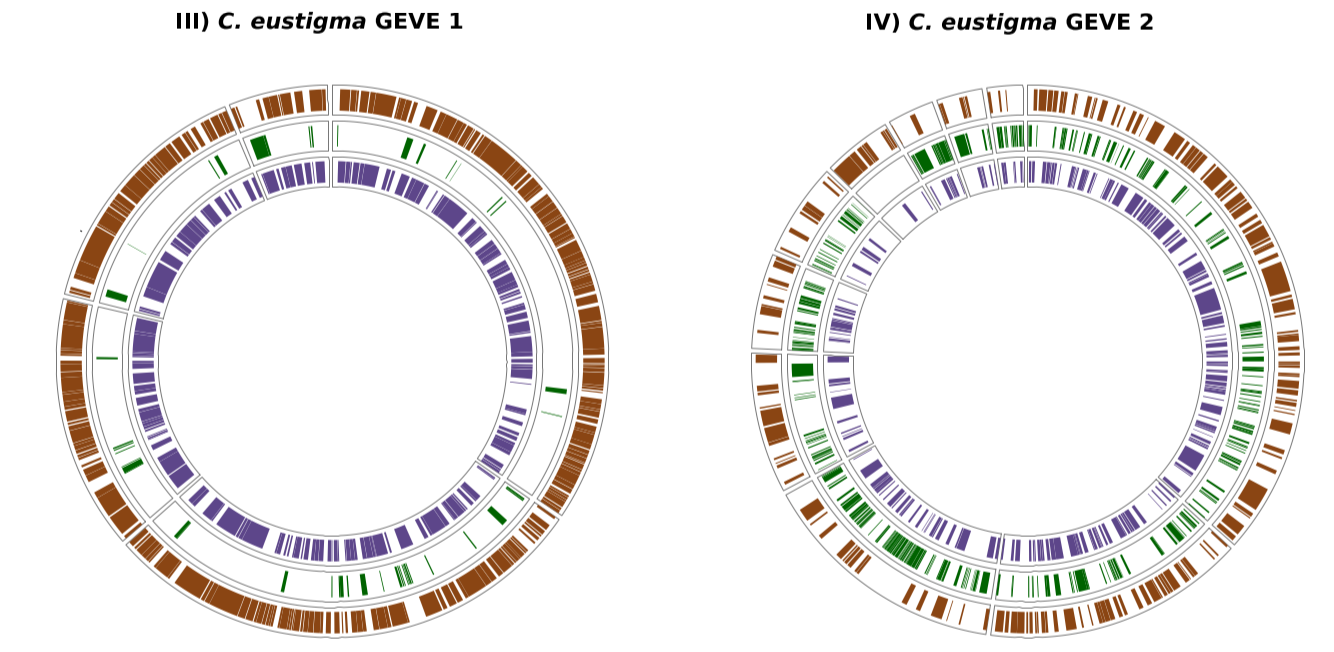 III) C. eustigma GEVE 1
IV) C. eustigma GEVE 2